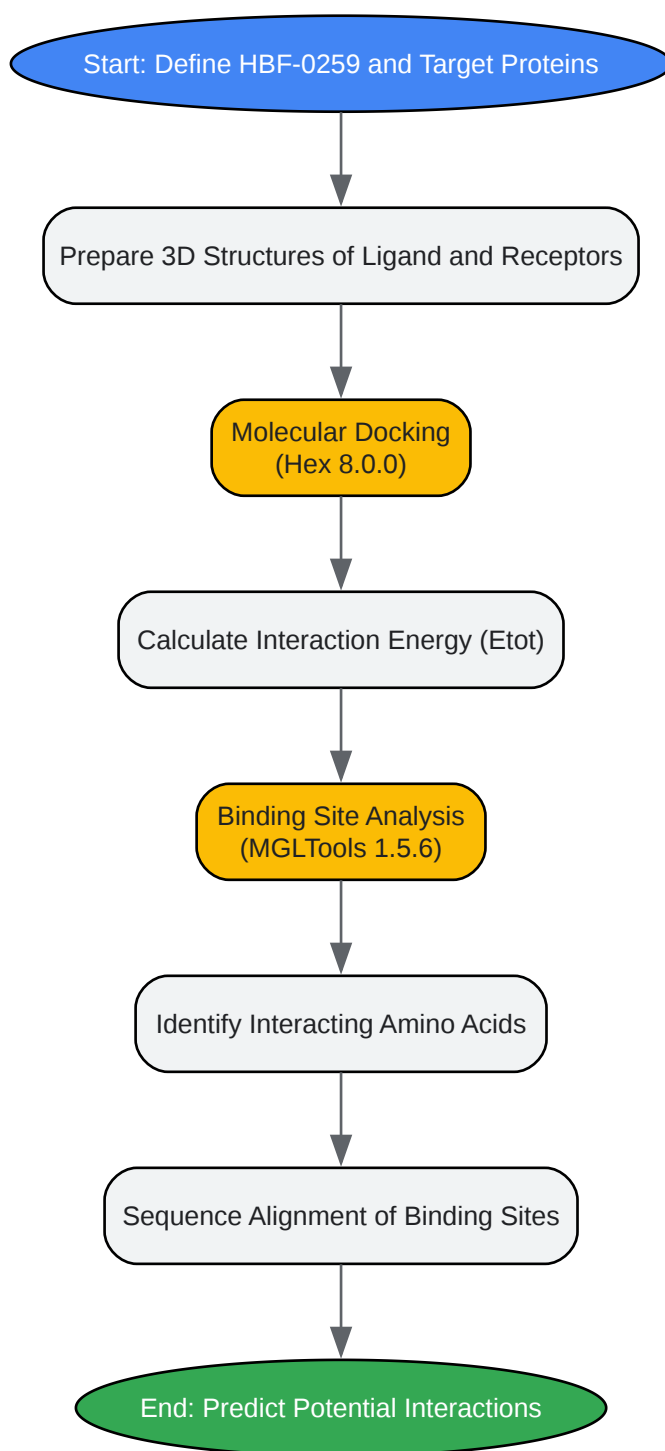 Start: Define HBF-0259 and Target Proteins
Prepare 3D Structures of Ligand and Receptors
Molecular Docking
(Hex 8.0.0)
Calculate Interaction Energy (Etot)
Binding Site Analysis
(MGLTools 1.5.6)
Identify Interacting Amino Acids
Sequence Alignment of Binding Sites
End: Predict Potential Interactions